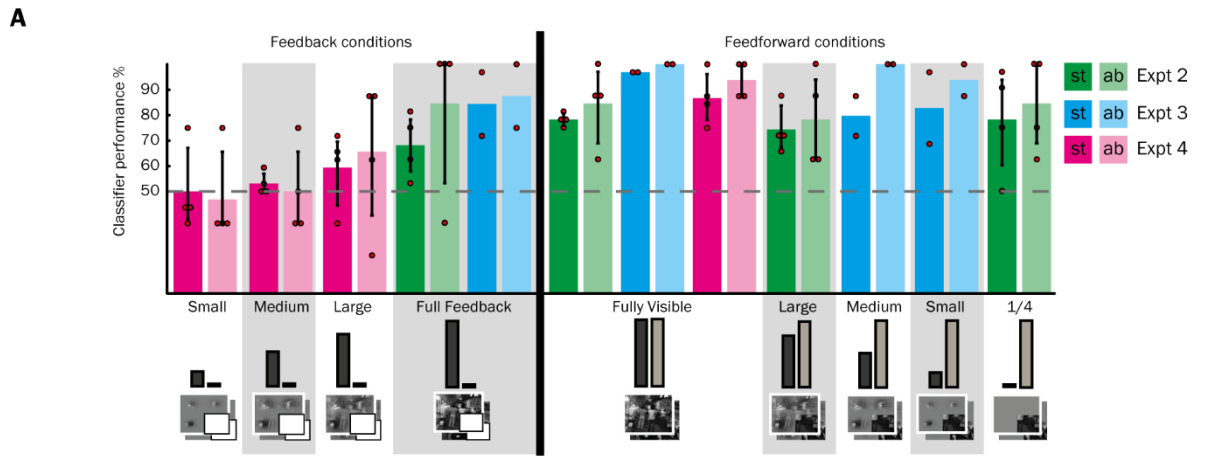 A
Feedback conditions
Feedforward conditions
Classifier performance %
90
80
70
60
50
st ab Expt 2
st ab Expt 3
st ab Expt 4
Small Medium Large Full Feedback Fully Visible Large Medium Small 1/4